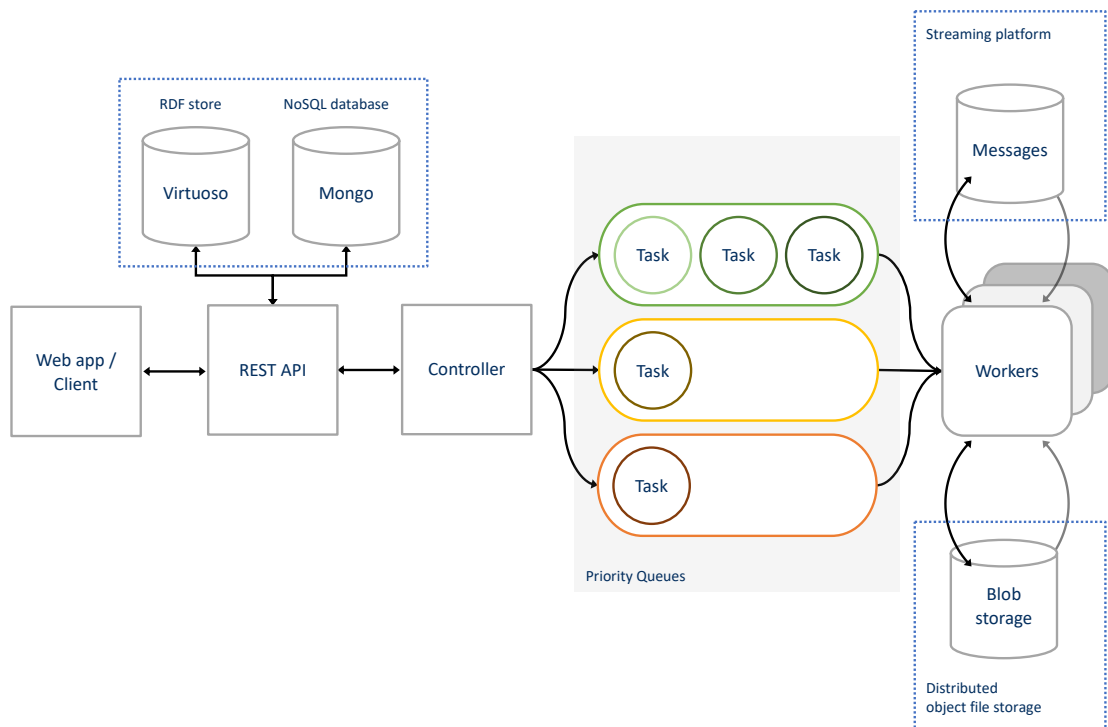 Streaming platform
RDF store
NoSQL database
Virtuoso
Mongo
Messages
Task
Task
Task
Web app /
Client
REST API
Controller
Task
Workers
Task
Priority Queues
Blob
storage
Distributed
object file storage